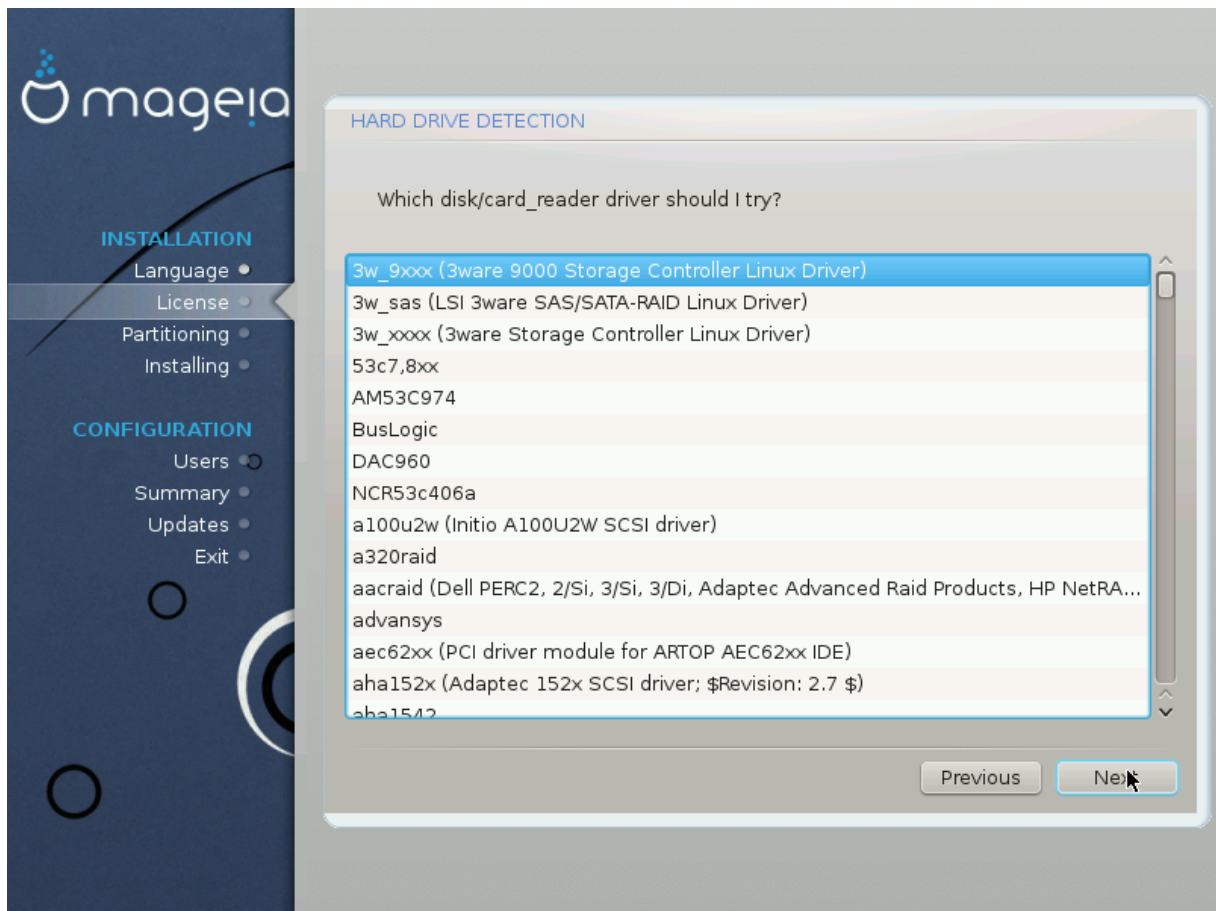 mageia
INSTALLATION
Language
License
Partitioning
Installing
CONFIGURATION
Users
Summary
Updates
Exit
HARD DRIVE DETECTION
Which disk/card_reader driver should I try?
3w_9xxx (3ware 9000 Storage Controller Linux Driver)
3w_sas (LSI 3ware SAS/SATA-RAID Linux Driver)
3w_xxxx (3ware Storage Controller Linux Driver)
53c7,8xx
AM53C974
BusLogic
DAC960
NCR53c406a
a100u2w (Initio A100U2W SCSI driver)
a320raid
aacraid (Dell PERC2, 2/Si, 3/Si, 3/Di, Adaptec Advanced Raid Products, HP NetRA...
advansys
aec62xx (PCI driver module for ARTOP AEC62xx IDE)
aha152x (Adaptec 152x SCSI driver; $Revision: 2.7 $)
aha1542
Previous
Next